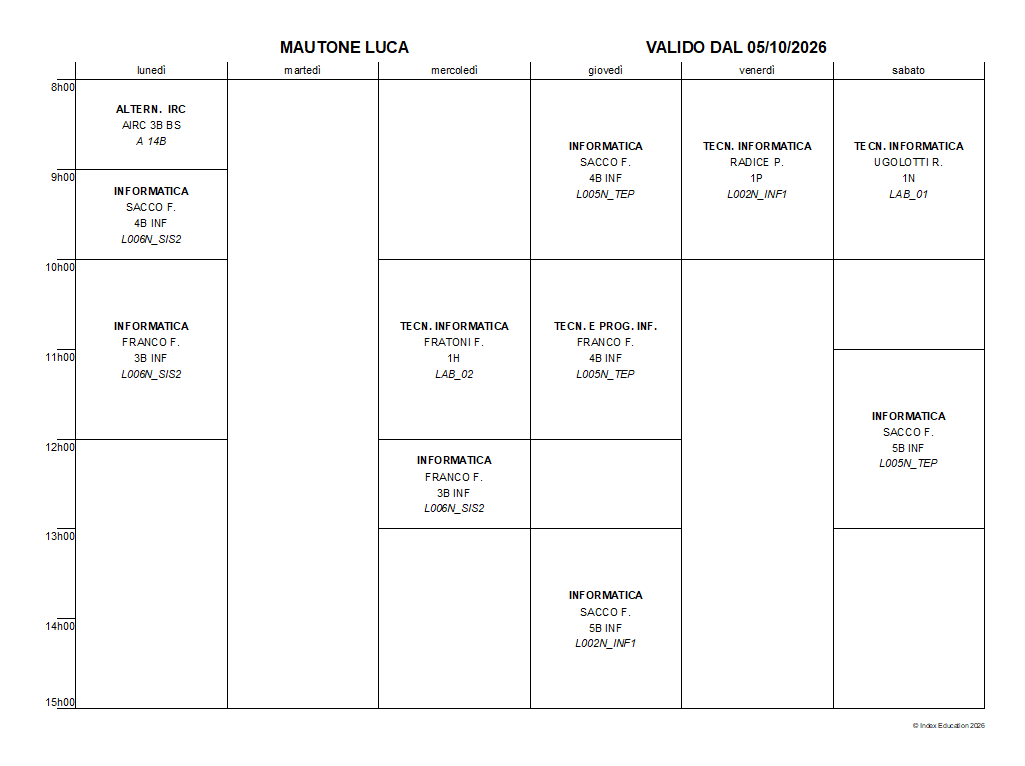 MAUTONE LUCA
VALIDO DAL 05/10/2026
lunedì
martedì
mercoledì
giovedì
venerdì
sabato
8h00
9h00
10h00
11h00
12h00
13h00
14h00
15h00
ALTERN. IRC
AIRC 3B BS
A 14B
INFORMATICA
SACCO F.
4B INF
L006N_SIS2
INFORMATICA
FRANCO F.
3B INF
L006N_SIS2
TECN. INFORMATICA
FRATONI F.
1H
LAB_02
INFORMATICA
FRANCO F.
3B INF
L006N_SIS2
INFORMATICA
SACCO F.
4B INF
L005N_TEP
TECN. E PROG. INF.
FRANCO F.
4B INF
L005N_TEP
INFORMATICA
SACCO F.
5B INF
L002N_INF1
TECN. INFORMATICA
RADICE P.
1P
L002N_INF1
TECN. INFORMATICA
UGOLOTTI R.
1N
LAB_01
INFORMATICA
SACCO F.
5B INF
L005N_TEP
© Index Education 2026